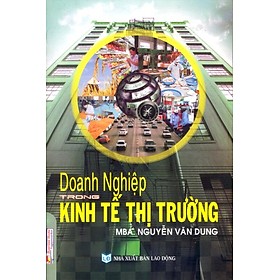 Doanh Nghiệp
TRONG
KINH TẾ THỊ TRƯỜNG
MBA. NGUYỄN VĂN DUNG
NHÀ XUẤT BẢN LAO ĐỘNG